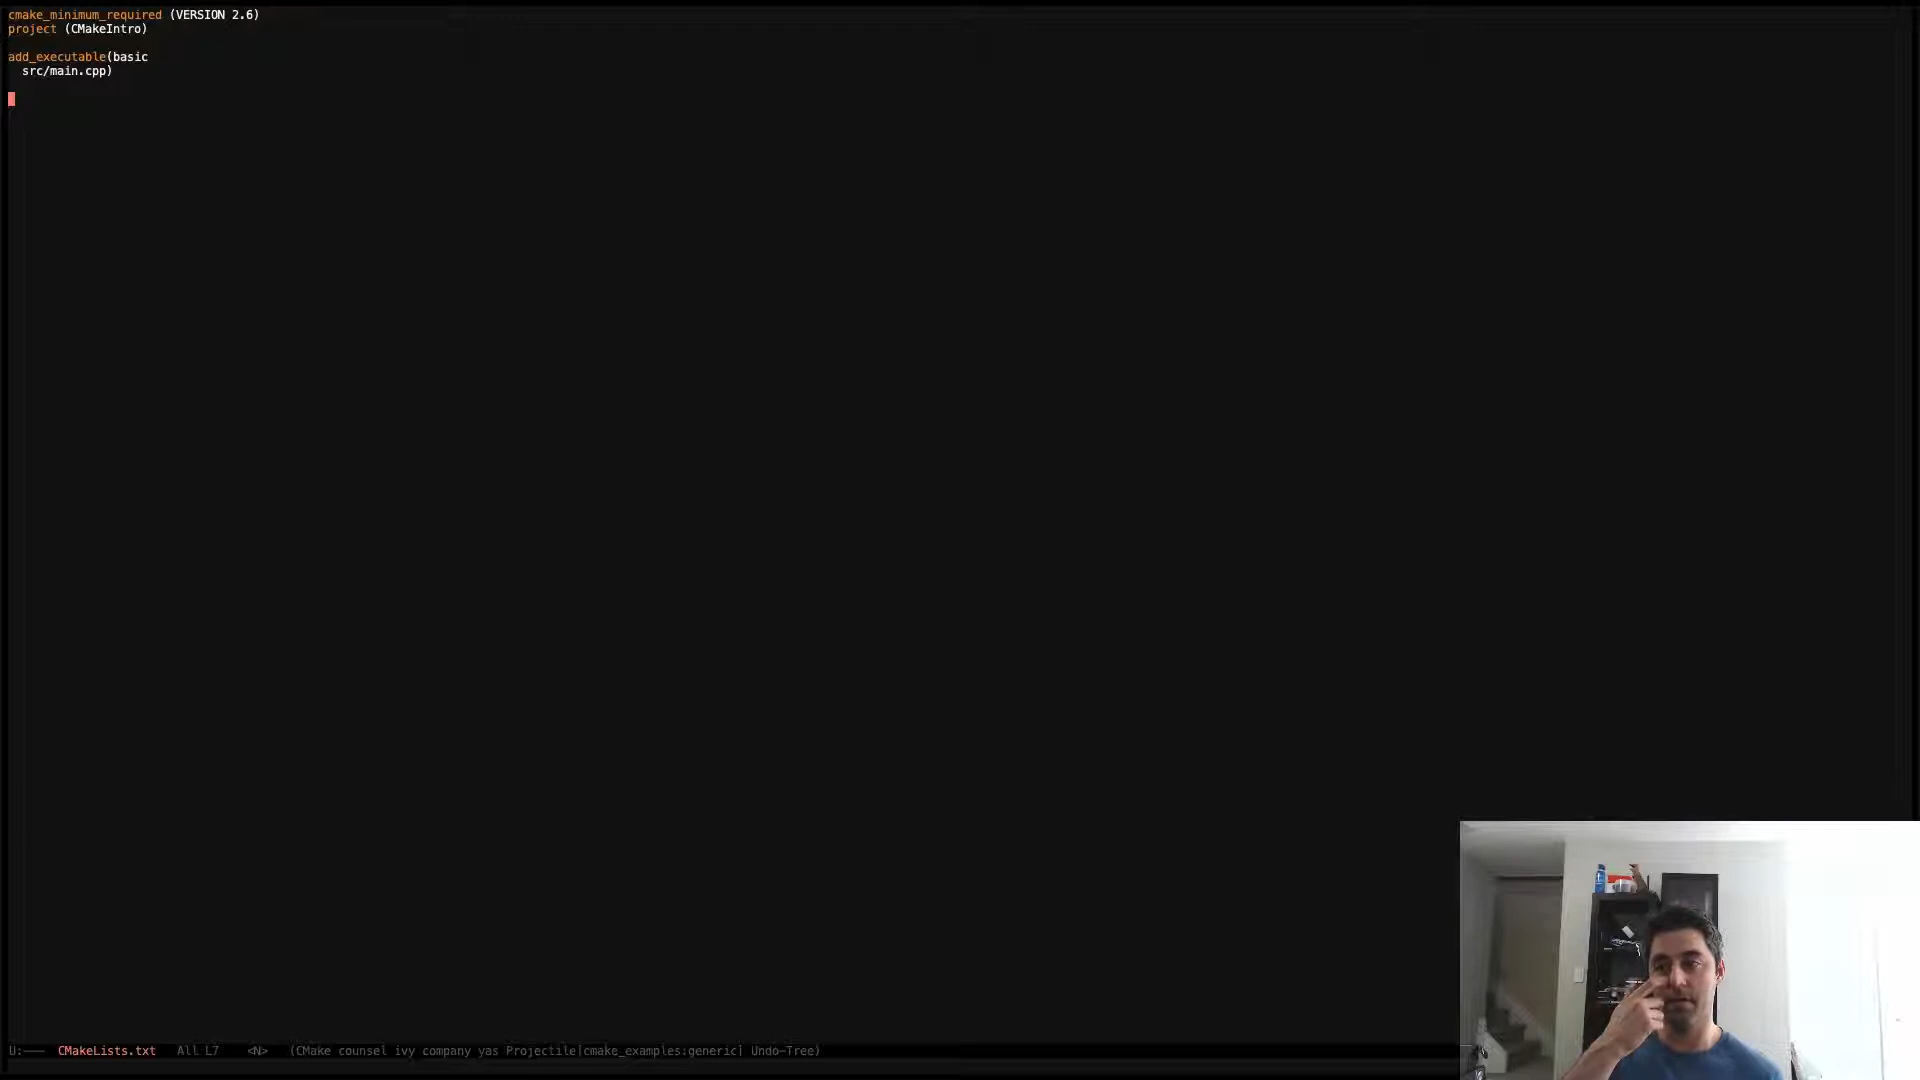 cmake_minimum_required (VERSION 2.6)
project (CMakeIntro)
add_executable(basic
src/main.cpp)
U:--- CMakeLists.txt All L7 <N> (CMake counsel ivy company yas Projectile[cmake_examples:generic] Undo-Tree)